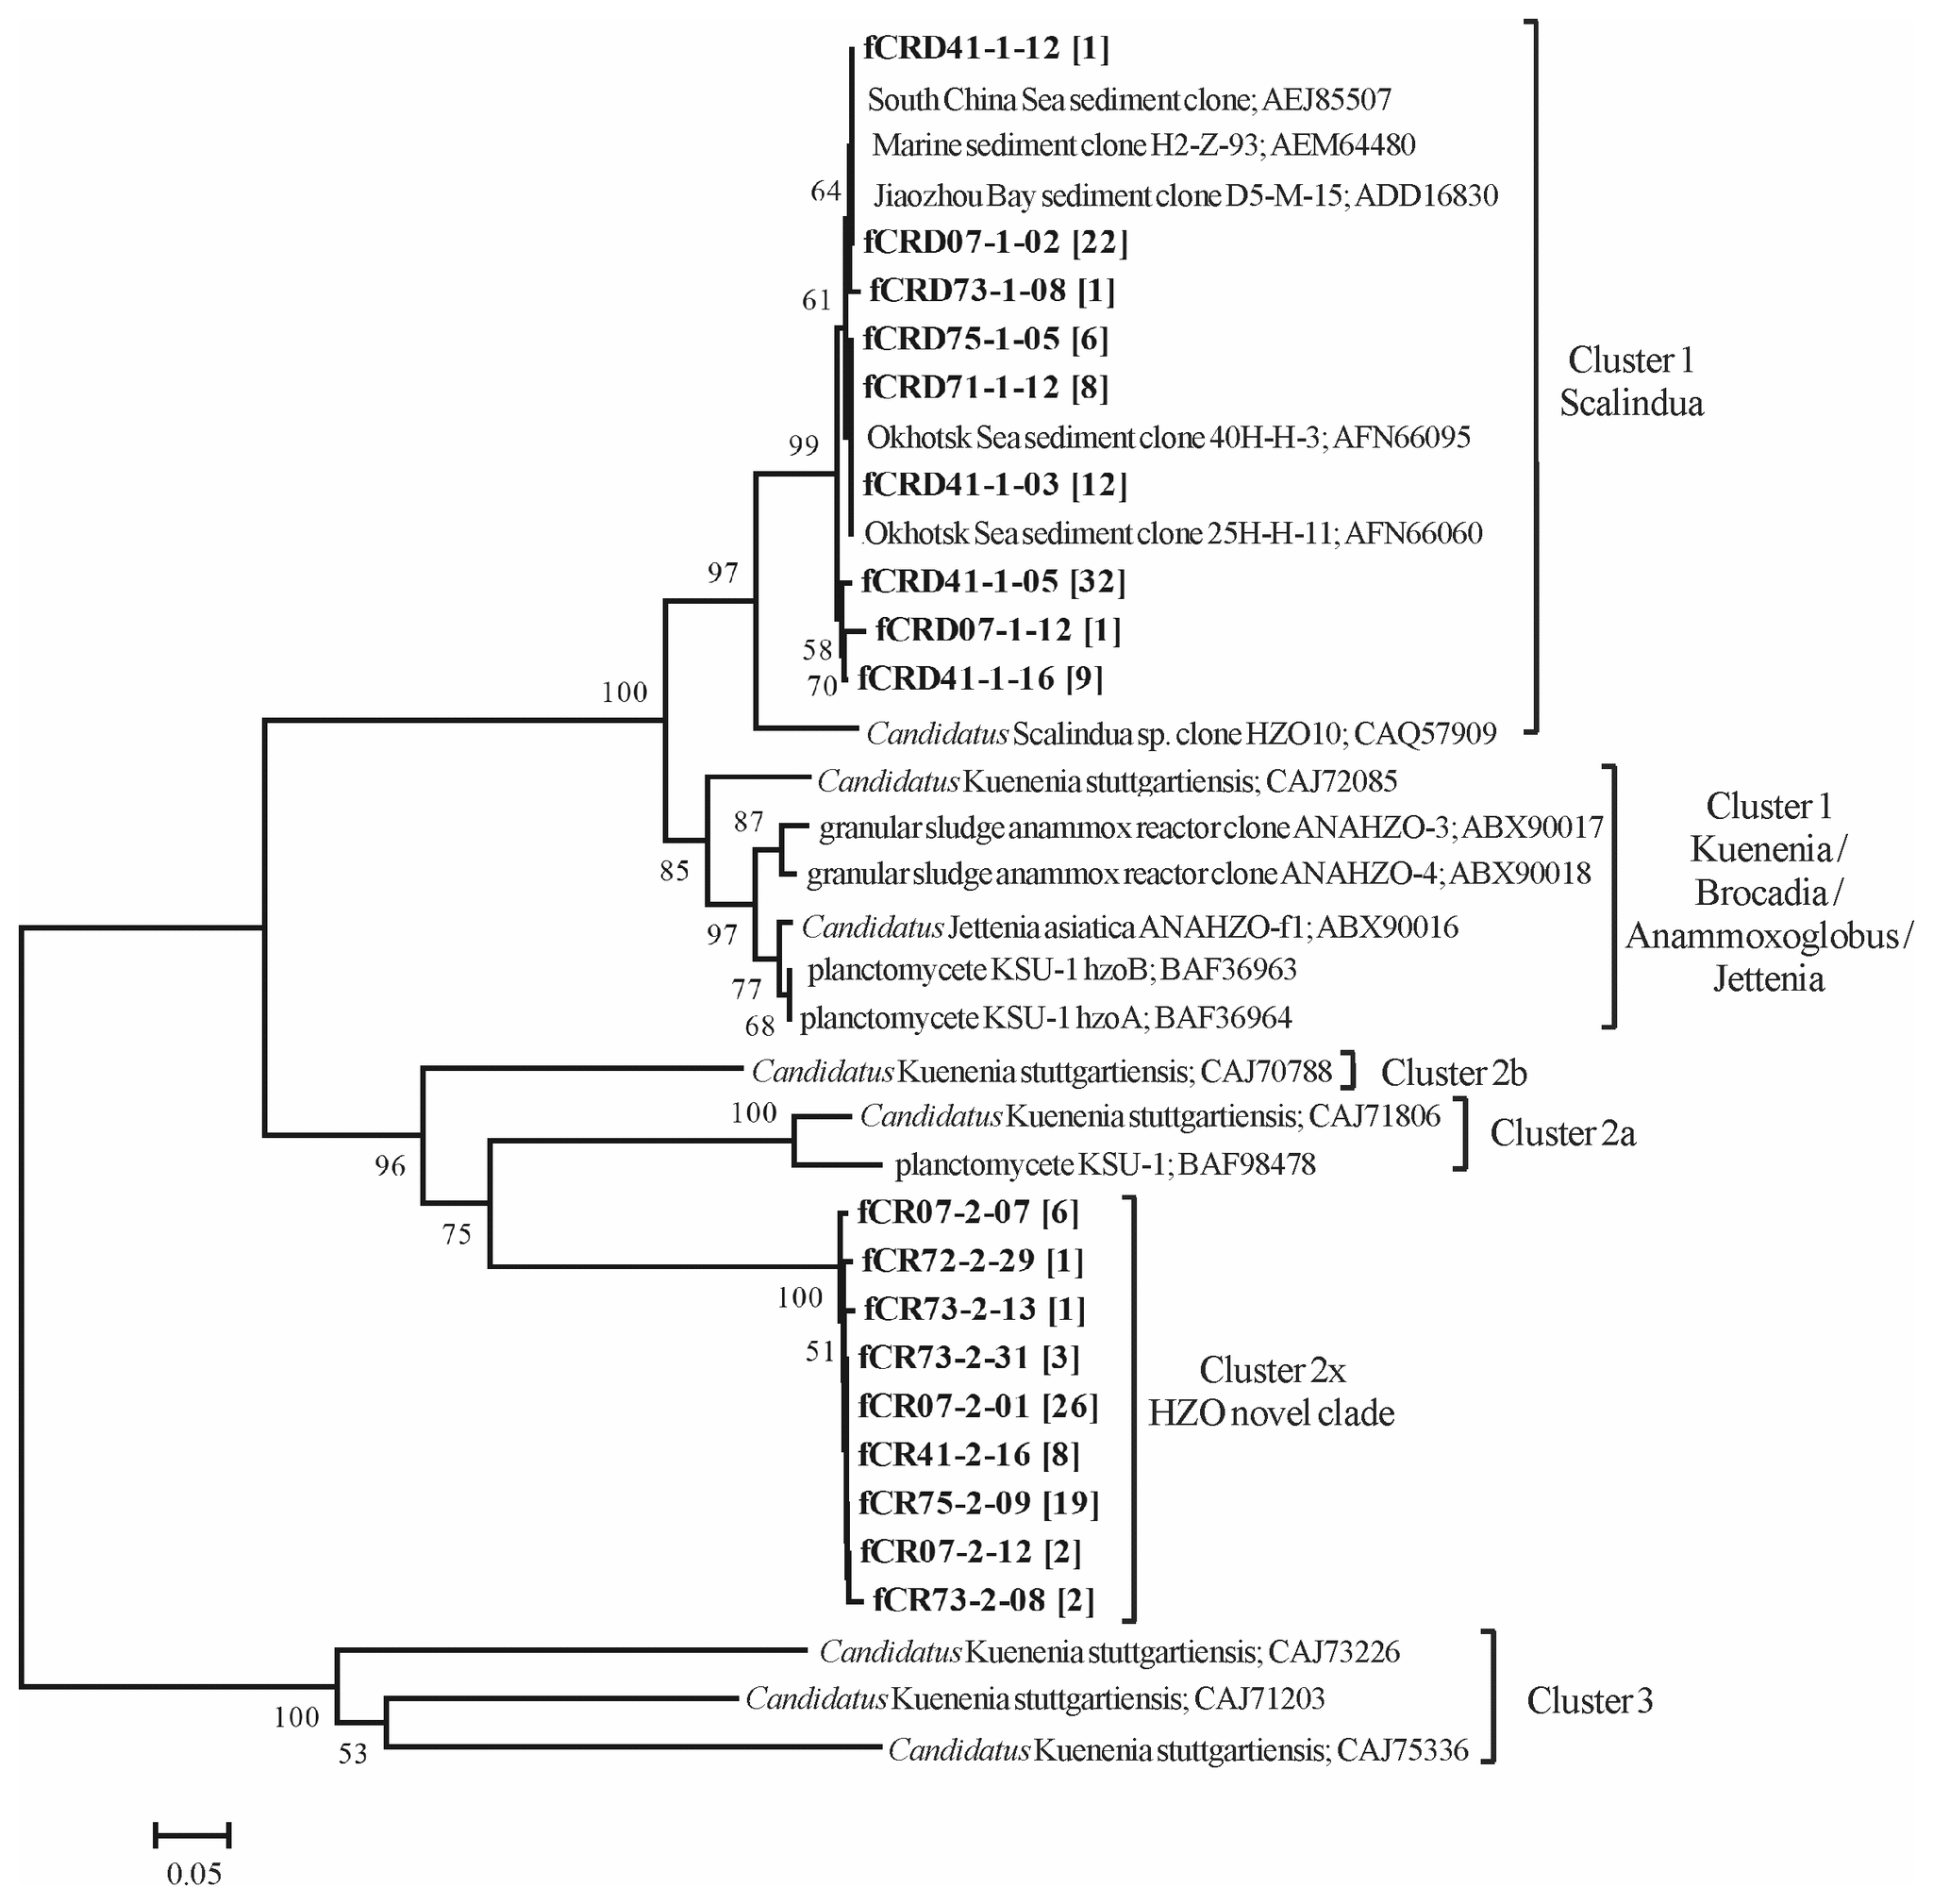 fCRD41-1-12 [1]
South China Sea sediment clone; AEJ85507
Marine sediment clone H2-Z-93; AEM64480
64
Jiaozhou Bay sediment clone D5-M-15; ADD16830
fCRD07-1-02 [22]
fCRD73-1-08 [1]
61
fCRD75-1-05 [6]
fCRD71-1-12 [8]
Cluster 1
Scalindua
Okhotsk Sea sediment clone 40H-H-3; AFN66095
99
fCRD41-1-03 [12]
Okhotsk Sea sediment clone 25H-H-11; AFN66060
97
fCRD41-1-05 [32]
fCRD07-1-12 [1]
58
fCRD41-1-16 [9]
70
100
Candidatus Scalindua sp. clone HZO10; CAQ57909
Candidatus Kuenenia stuttgartiensis; CAJ72085
87
granular sludge anammox reactor clone ANAHZO-3; ABX90017
granular sludge anammox reactor clone ANAHZO-4; ABX90018
85
Candidatus Jettenia asiatica ANAHZO-f1; ABX90016
97
planctomycete KSU-1 hzoB; BAF36963
77
planctomycete KSU-1 hzoA; BAF36964
68
Cluster 1
Kuenenia /
Brocadia /
Anammoxoglobus /
Jettenia
Candidatus Kuenenia stuttgartiensis; CAJ70788
Cluster 2b
100
Candidatus Kuenenia stuttgartiensis; CAJ71806
Cluster 2a
planctomycete KSU-1; BAF98478
96
75
fCR07-2-07 [6]
fCR72-2-29 [1]
100
fCR73-2-13 [1]
51
fCR73-2-31 [3]
fCR07-2-01 [26]
fCR41-2-16 [8]
fCR75-2-09 [19]
fCR07-2-12 [2]
fCR73-2-08 [2]
Cluster 2x
HZO novel clade
Candidatus Kuenenia stuttgartiensis; CAJ73226
Candidatus Kuenenia stuttgartiensis; CAJ71203
100
53
Candidatus Kuenenia stuttgartiensis; CAJ75336
Cluster 3
0.05